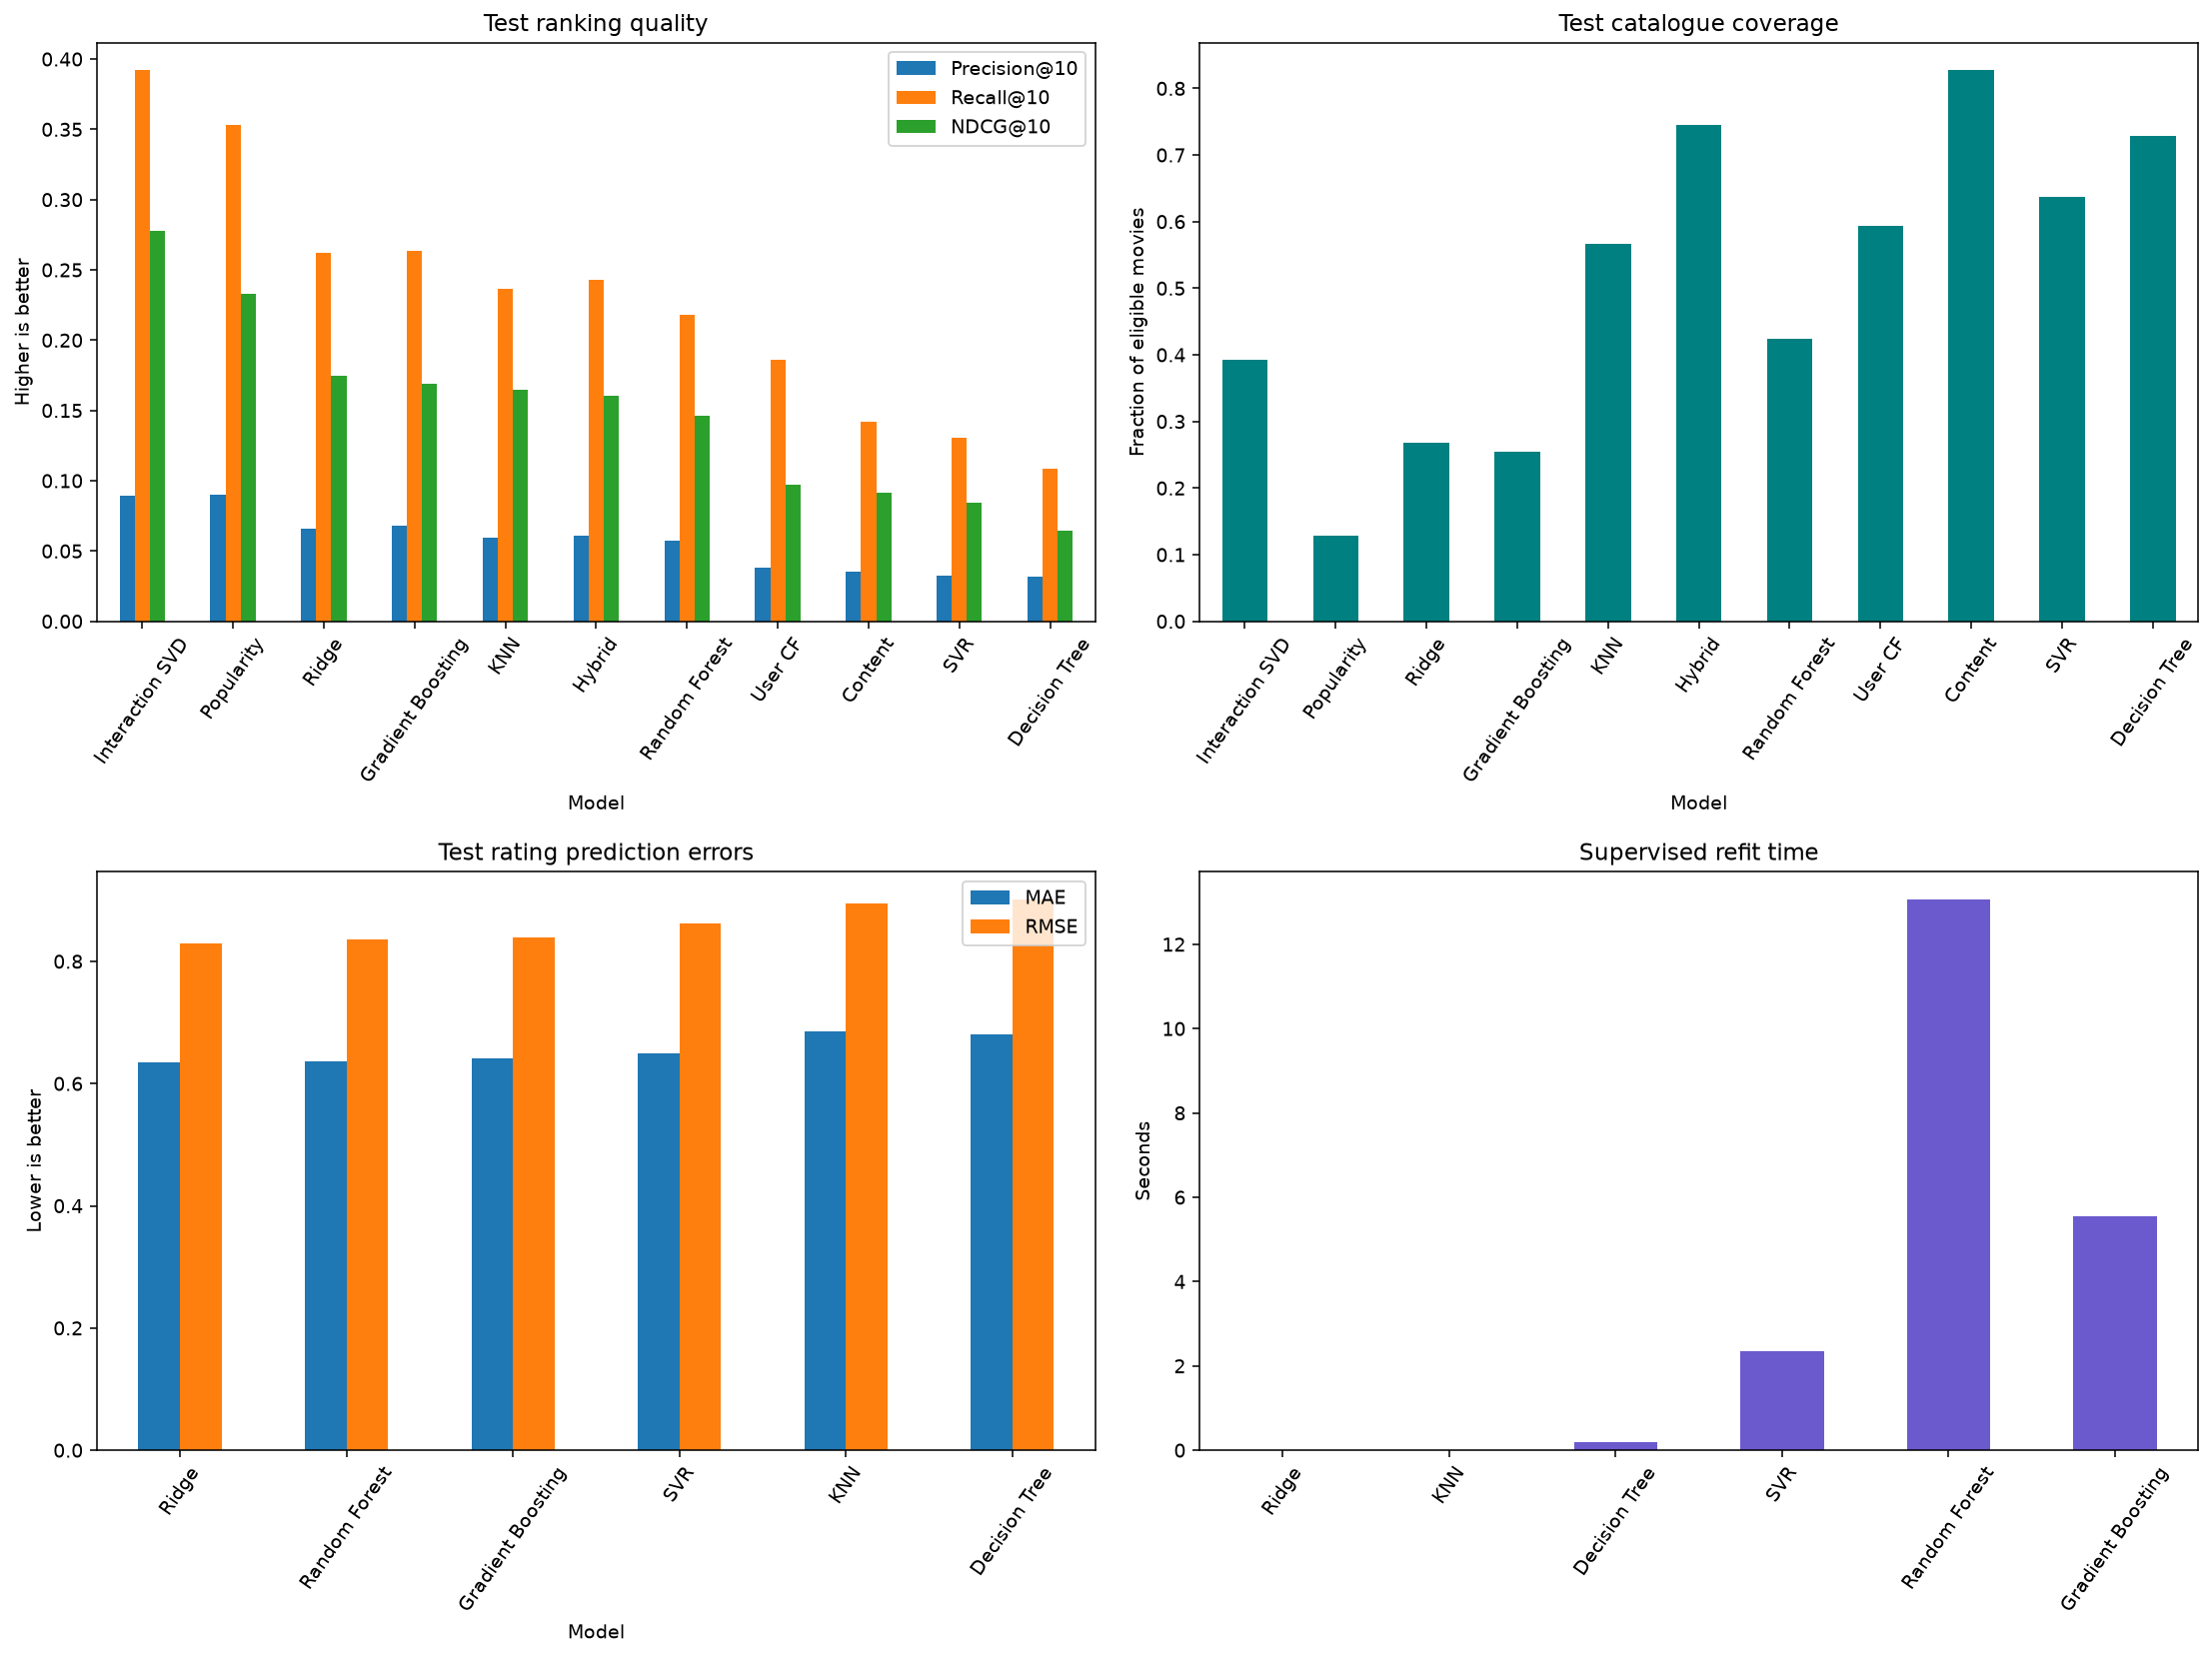 Test ranking quality
Higher is better
0.40
0.35
0.30
0.25
0.20
0.15
0.10
0.05
0.00
Precision@10
Recall@10
NDCG@10
Interaction SVD
Popularity
Ridge
Gradient Boosting
KNN
Hybrid
Random Forest
User CF
Content
SVR
Decision Tree
Model
Test catalogue coverage
Fraction of eligible movies
0.8
0.7
0.6
0.5
0.4
0.3
0.2
0.1
0.0
Interaction SVD
Popularity
Ridge
Gradient Boosting
KNN
Hybrid
Random Forest
User CF
Content
SVR
Decision Tree
Model
Test rating prediction errors
Lower is better
0.8
0.6
0.4
0.2
0.0
MAE
RMSE
Ridge
Random Forest
Gradient Boosting
SVR
KNN
Decision Tree
Model
Supervised refit time
Seconds
12
10
8
6
4
2
0
Ridge
KNN
Decision Tree
SVR
Random Forest
Gradient Boosting